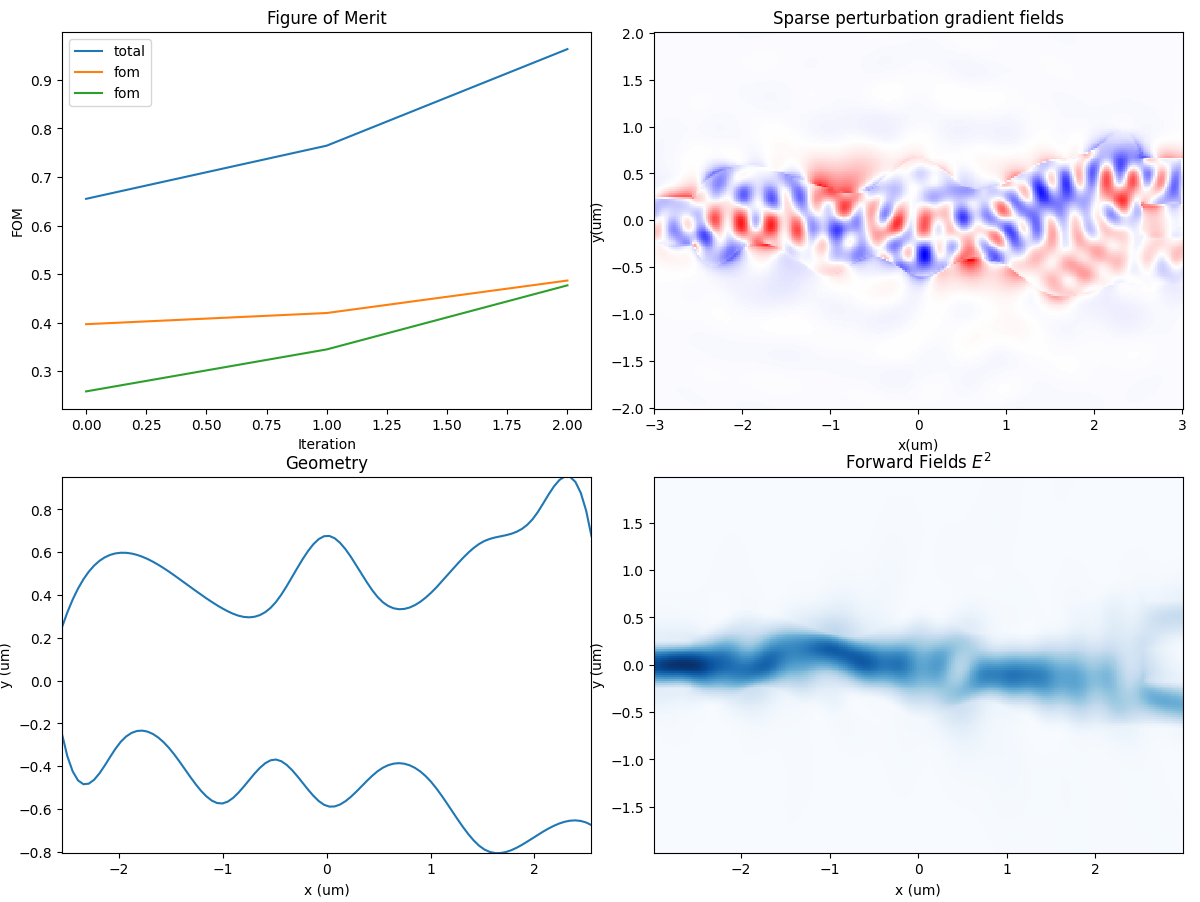 Figure of Merit
total
fom
fom
0.9
0.8
0.7
0.6
0.5
0.4
0.3
FOM
0.00 0.25 0.50 0.75 1.00 1.25 1.50 1.75 2.00
Iteration
Sparse perturbation gradient fields
2.0
1.5
1.0
0.5
0.0
−0.5
−1.0
−1.5
−2.0
y(um)
−3 −2 −1 0 1 2 3
x(um)
Geometry
0.8
0.6
0.4
0.2
0.0
−0.2
−0.4
−0.6
−0.8
y (um)
−2 −1 0 1 2
x (um)
Forward Fields E²
1.5
1.0
0.5
0.0
−0.5
−1.0
−1.5
y (um)
−2 −1 0 1 2
x (um)